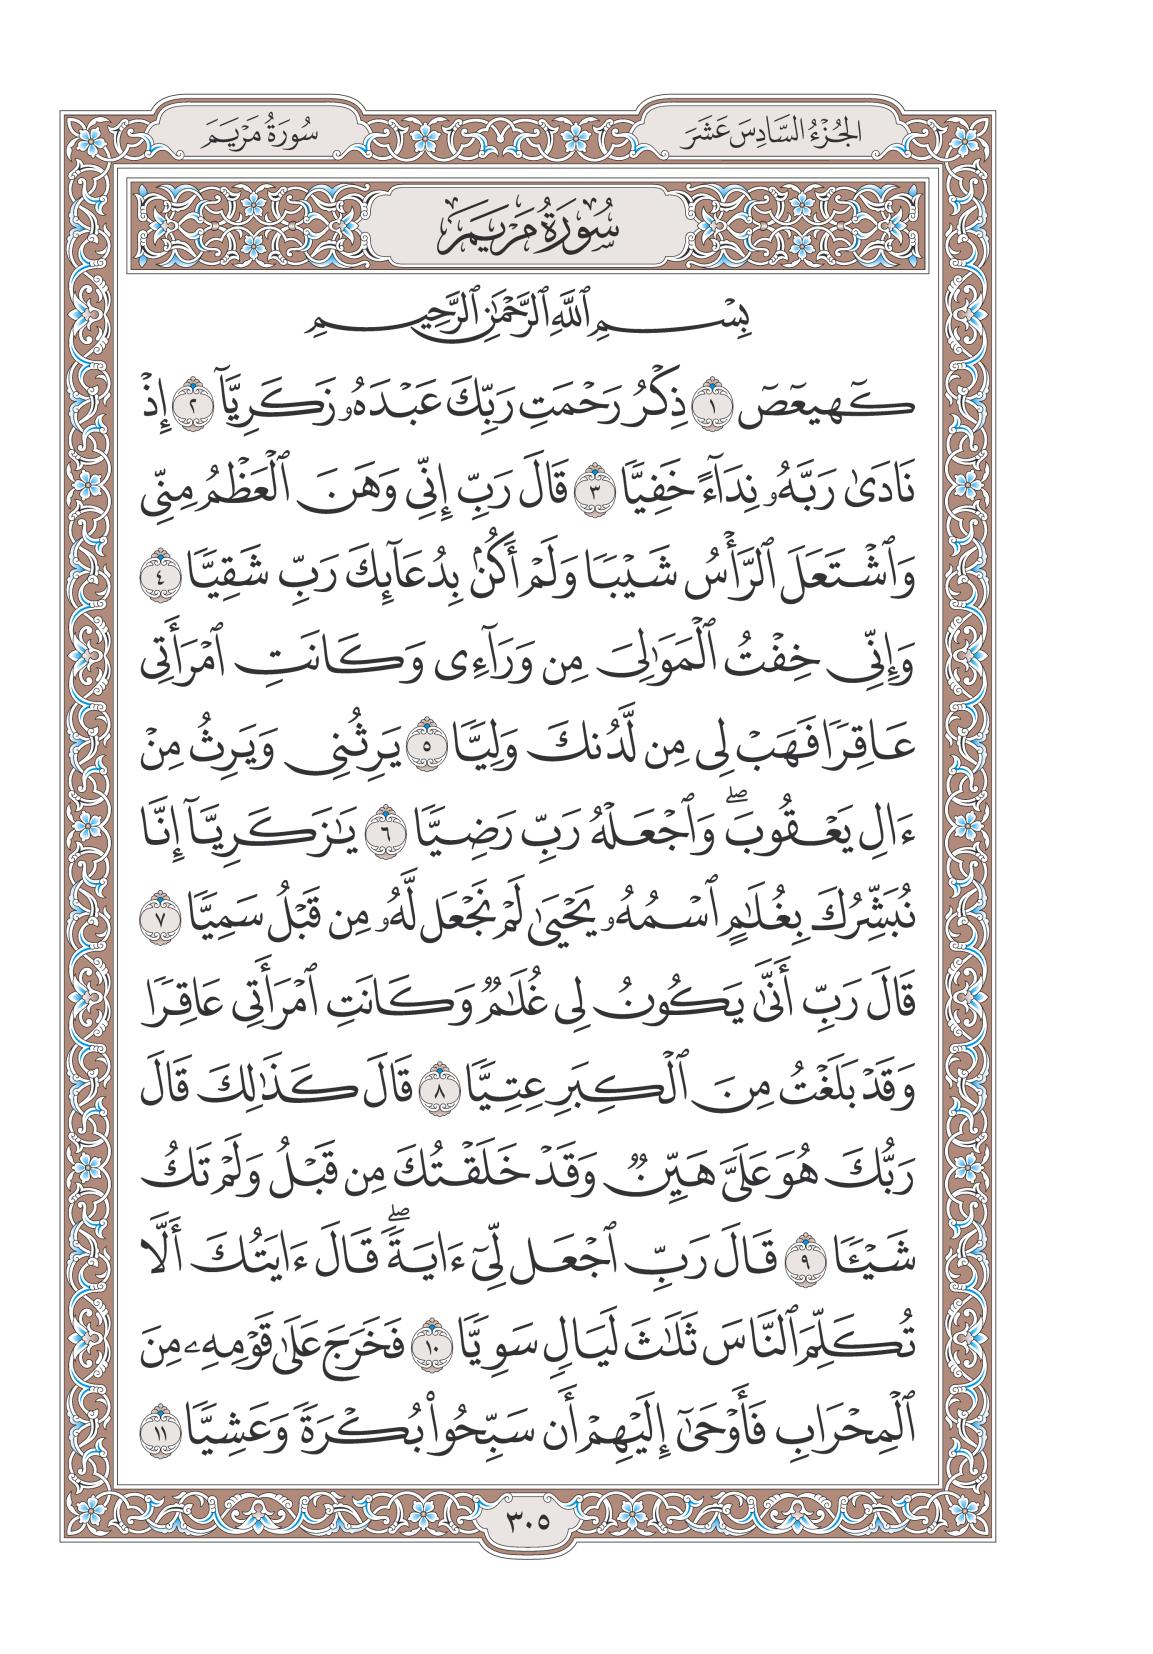 الجُزْءُ السَّادِسَ عَشَرَ
سُورَةُ مَرْيَمَ
سُورَةُ مَرْيَمَ
بِسْمِ ٱللَّهِ ٱلرَّحْمَٰنِ ٱلرَّحِيمِ
كٓهيعٓصٓ ١ ذِكْرُ رَحْمَتِ رَبِّكَ عَبْدَهُۥ زَكَرِيَّآ ٢ إِذْ
نَادَىٰ رَبَّهُۥ نِدَآءً خَفِيًّا ٣ قَالَ رَبِّ إِنِّى وَهَنَ ٱلْعَظْمُ مِنِّى
وَٱشْتَعَلَ ٱلرَّأْسُ شَيْبًا وَلَمْ أَكُنۢ بِدُعَآئِكَ رَبِّ شَقِيًّا ٤
وَإِنِّى خِفْتُ ٱلْمَوَٰلِىَ مِن وَرَآءِى وَكَانَتِ ٱمْرَأَتِى
عَاقِرًا فَهَبْ لِى مِن لَّدُنكَ وَلِيًّا ٥ يَرِثُنِى وَيَرِثُ مِنْ
ءَالِ يَعْقُوبَ ۖ وَٱجْعَلْهُ رَبِّ رَضِيًّا ٦ يَٰزَكَرِيَّآ إِنَّا
نُبَشِّرُكَ بِغُلَٰمٍ ٱسْمُهُۥ يَحْيَىٰ لَمْ نَجْعَل لَّهُۥ مِن قَبْلُ سَمِيًّا ٧
قَالَ رَبِّ أَنَّىٰ يَكُونُ لِى غُلَٰمٌ وَكَانَتِ ٱمْرَأَتِى عَاقِرًا
وَقَدْ بَلَغْتُ مِنَ ٱلْكِبَرِ عِتِيًّا ٨ قَالَ كَذَٰلِكَ قَالَ
رَبُّكَ هُوَ عَلَىَّ هَيِّنٌ وَقَدْ خَلَقْتُكَ مِن قَبْلُ وَلَمْ تَكُ
شَيْـًٔا ٩ قَالَ رَبِّ ٱجْعَل لِّىٓ ءَايَةً ۖ قَالَ ءَايَتُكَ أَلَّا
تُكَلِّمَ ٱلنَّاسَ ثَلَٰثَ لَيَالٍ سَوِيًّا ١٠ فَخَرَجَ عَلَىٰ قَوْمِهِۦ مِنَ
ٱلْمِحْرَابِ فَأَوْحَىٰٓ إِلَيْهِمْ أَن سَبِّحُوا۟ بُكْرَةً وَعَشِيًّا ١١
٣٠٥